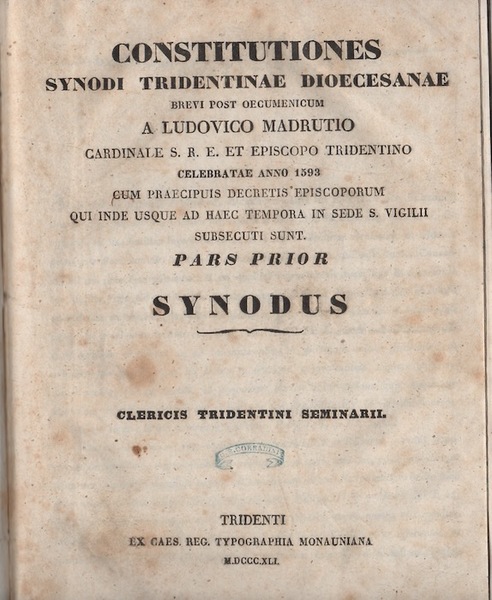 CONSTITUTIONES
SYNODI TRIDENTINAE DIOECESANAE
BREVI POST OECUMENICUM
A LUDOVICO MADRUTIO
CARDINALE S. R. E. ET EPISCOPO TRIDENTINO
CELEBRATAE ANNO 1593
CUM PRAECIPUIS DECRETIS EPISCOPORUM
QUI INDE USQUE AD HAEC TEMPORA IN SEDE S. VIGILII
SUBSECUTI SUNT.
PARS PRIOR
SYNODUS
CLERICIS TRIDENTINI SEMINARII.
TRIDENTI
EX CAES. REG. TYPOGRAPHIA MONAUNIANA
M.DCCC.XLI.